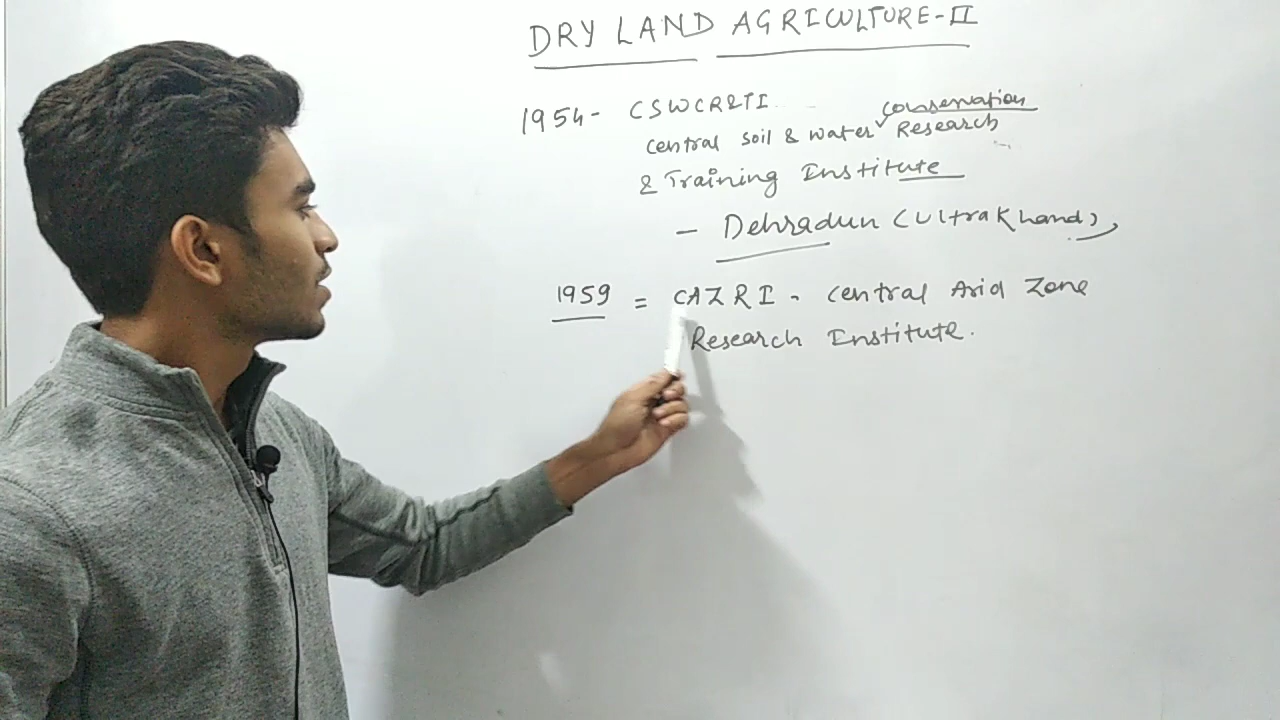 DRY LAND AGRICULTURE-II
1954- CSWCR&TI
conservation
central soil & water ✓ Research
& Training Institute
- Dehradun (Uttrakhand)
1959 = CAZRI - Central Arid Zone
Research Institute.